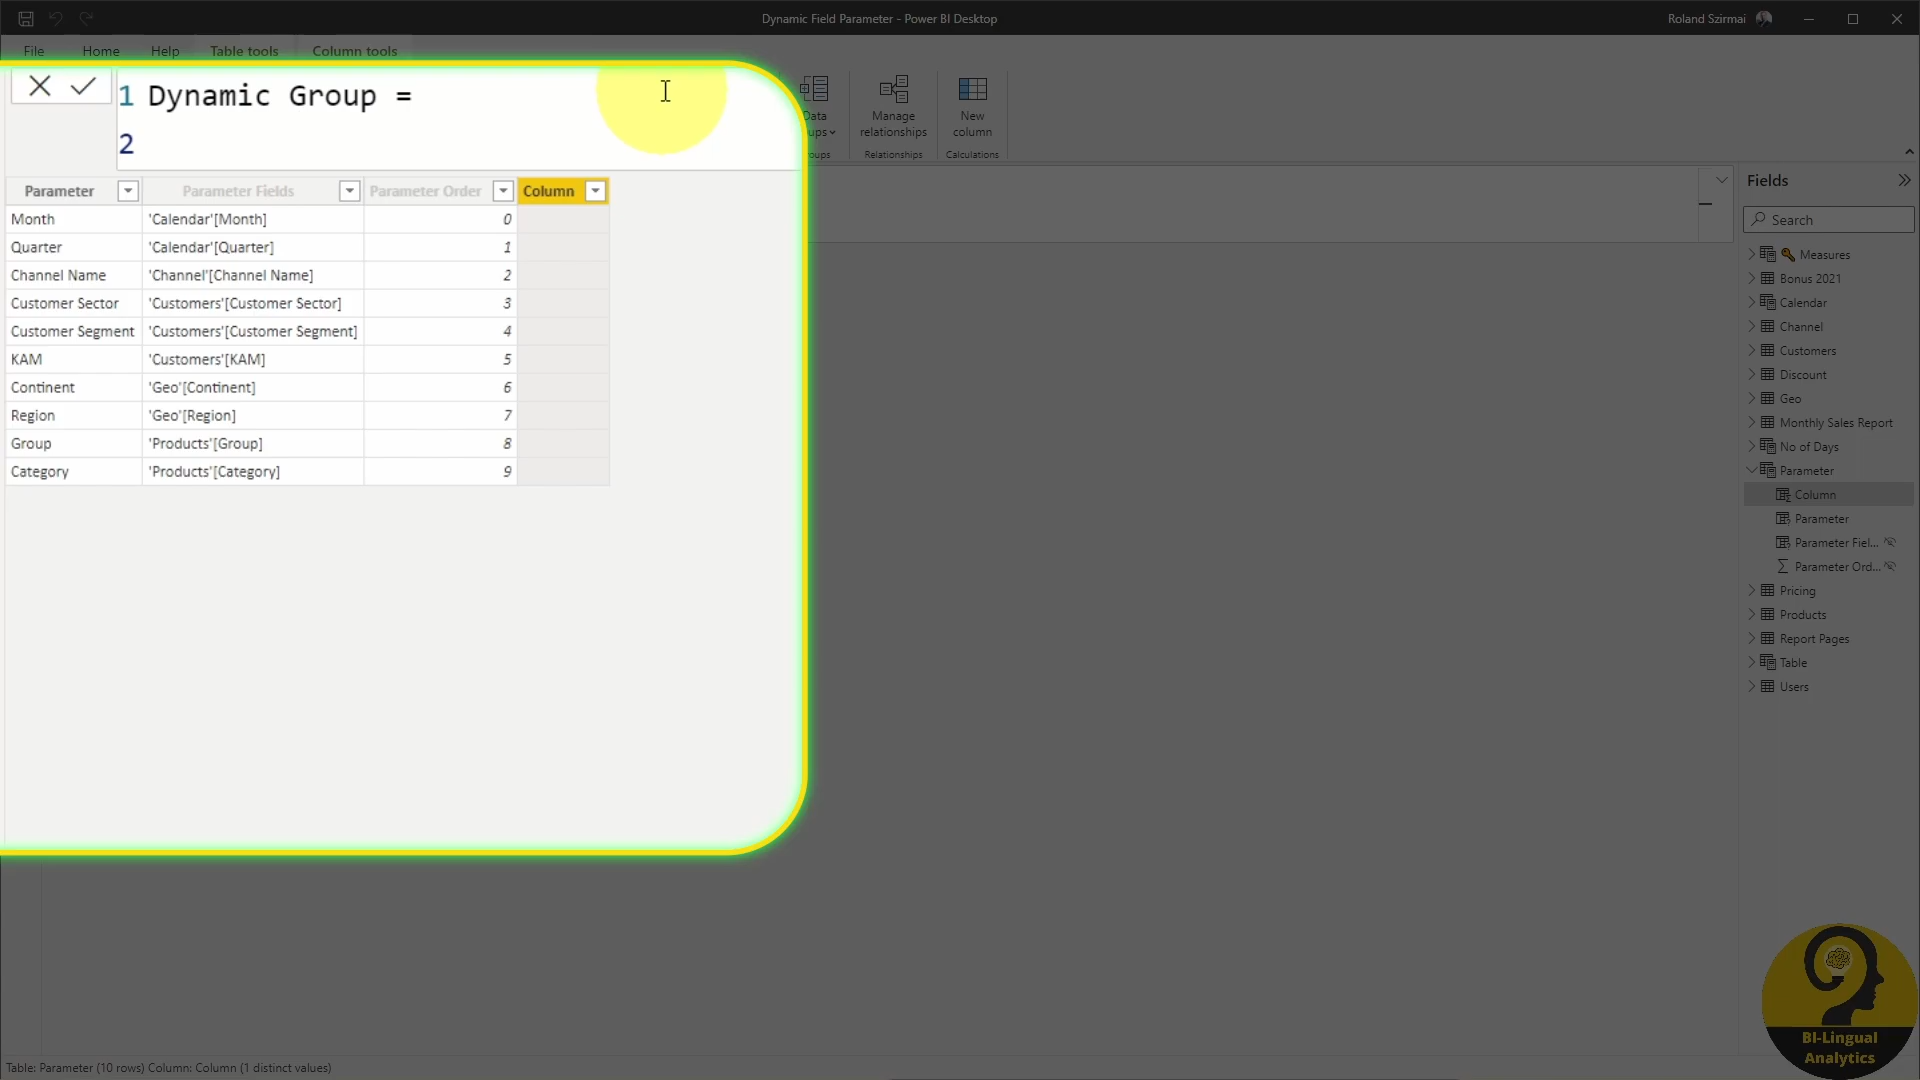 Dynamic Field Parameter - Power BI Desktop
Roland Szirmai
File Home Help Table tools Column tools
1 Dynamic Group =
2
Manage relationships
New column
Relationships
Calculations
Parameter Parameter Fields Parameter Order Column
Month 'Calendar'[Month] 0
Quarter 'Calendar'[Quarter] 1
Channel Name 'Channel'[Channel Name] 2
Customer Sector 'Customers'[Customer Sector] 3
Customer Segment 'Customers'[Customer Segment] 4
KAM 'Customers'[KAM] 5
Continent 'Geo'[Continent] 6
Region 'Geo'[Region] 7
Group 'Products'[Group] 8
Category 'Products'[Category] 9
Fields
Search
Measures
Bonus 2021
Calendar
Channel
Customers
Discount
Geo
Monthly Sales Report
No of Days
Parameter
Column
Parameter
Parameter Fiel...
Parameter Ord...
Pricing
Products
Report Pages
Table
Users
Table: Parameter (10 rows) Column: Column (1 distinct values)
BI-Lingual
Analytics